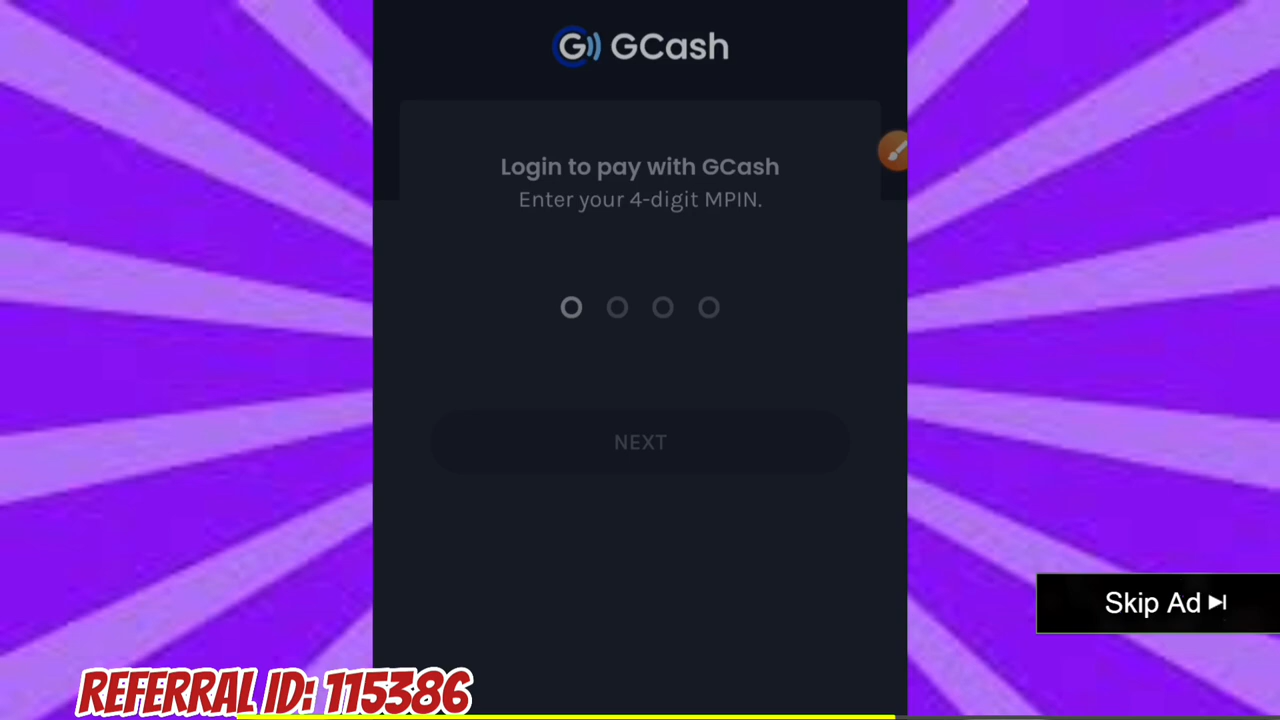 GCash
Login to pay with GCash
Enter your 4-digit MPIN.
NEXT
Skip Ad
REFERRAL ID: 115386